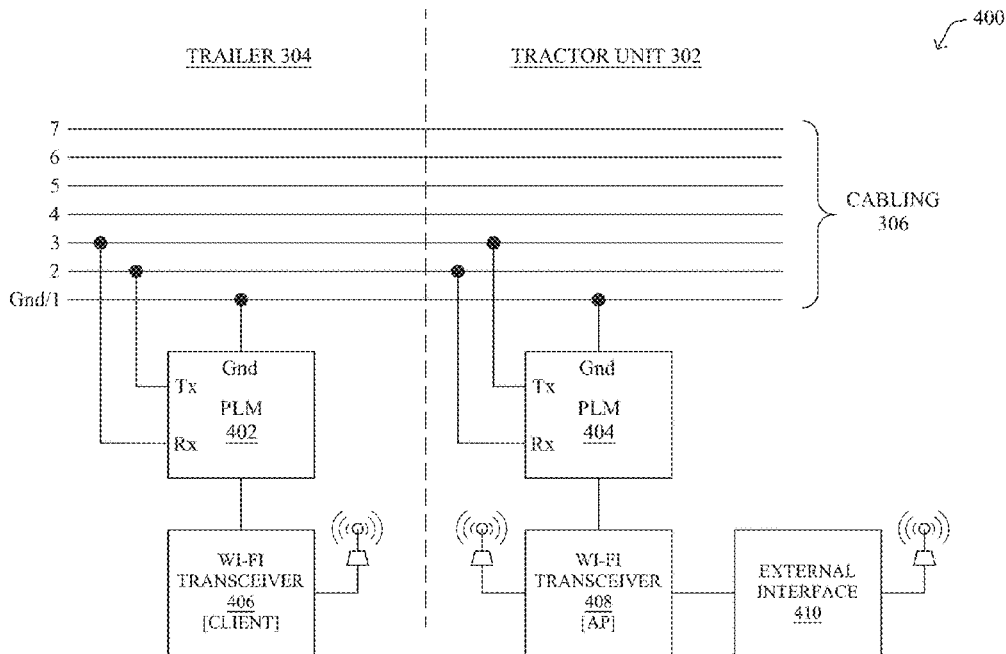 400
TRAILER 304
TRACTOR UNIT 302
7
6
5
4
3
2
Gnd/1
CABLING
306
Gnd
Tx
PLM
402
Rx
Gnd
Tx
PLM
404
Rx
WI-FI
TRANSCEIVER
406
[CLIENT]
WI-FI
TRANSCEIVER
408
[AP]
EXTERNAL
INTERFACE
410